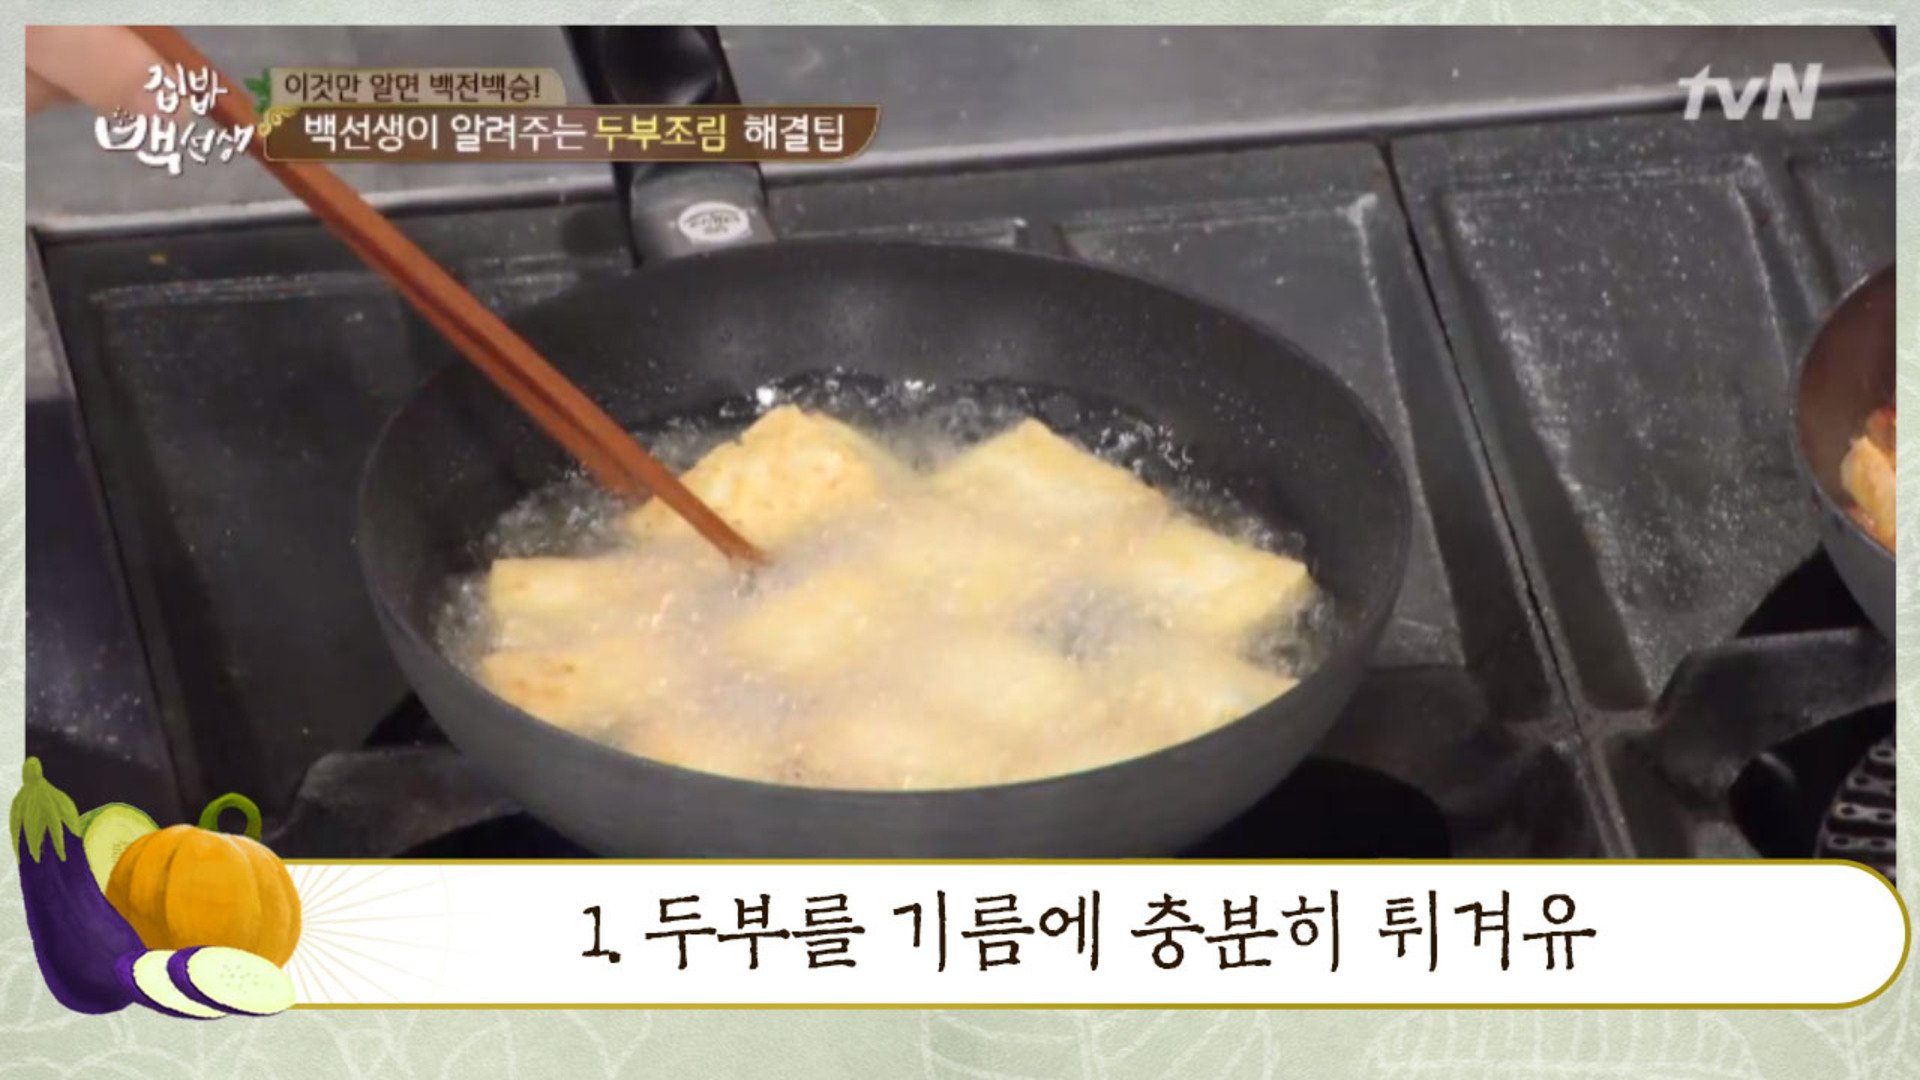 집밥
백선생
이것만 알면 백전백승!
백선생이 알려주는 두부조림 해결팁
tvN
1. 두부를 기름에 충분히 튀겨유